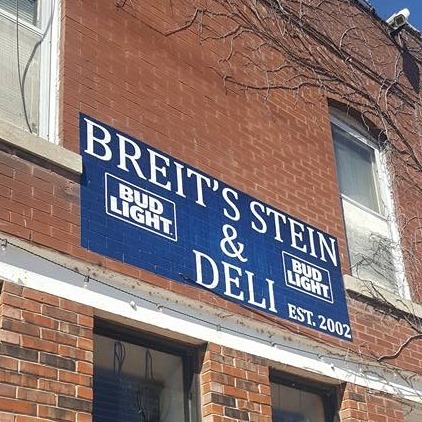 BREIT'S STEIN
&
DELI
EST. 2002
BUD
LIGHT
BUD
LIGHT